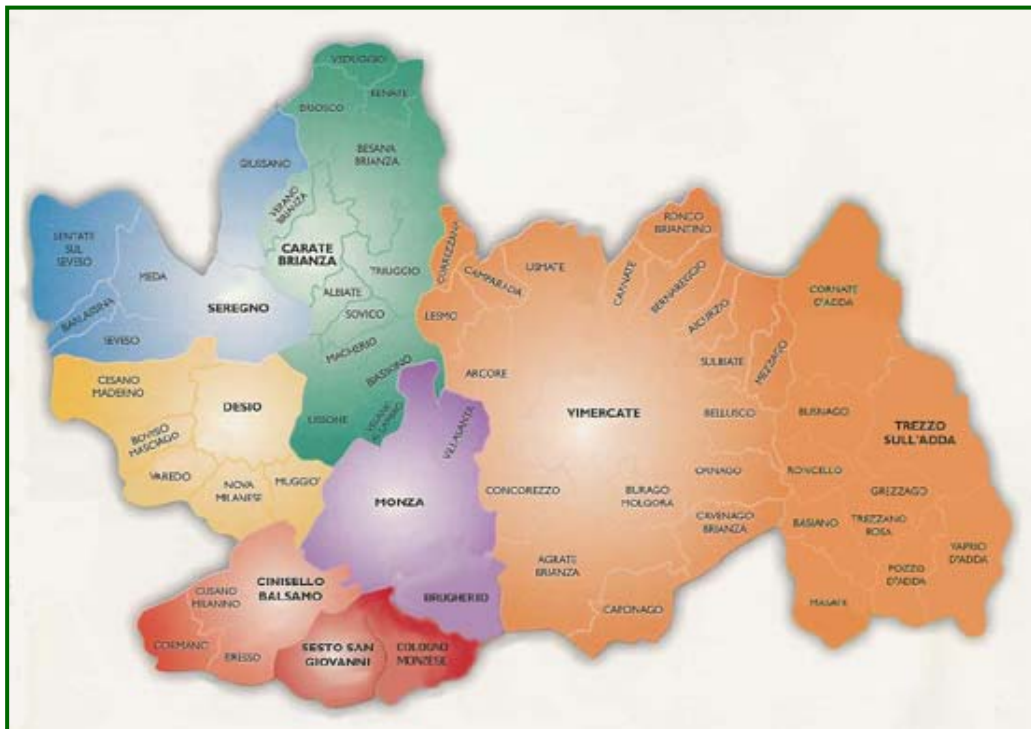 VEDUGGIO
RENATE
BRIOSCO
BESANA
BRIANZA
GIUSSANO
VERANO
BRIANZA
CARATE
BRIANZA
TRIUGGIO
ALBIATE
SOVICO
MACHERIO
BIASSONO
LISSONE
VEDANO
AL LAMBRO
LENTATE
SUL
SEVESO
MEDA
BARLASSINA
SEVESO
SEREGNO
CESANO
MADERNO
DESIO
BOVISIO
MASCIAGO
VAREDO
NOVA
MILANESE
MUGGIO'
MONZA
VILLASANTA
BRUGHERIO
CINISELLO
BALSAMO
CUSANO
MILANINO
CORMANO
BRESSO
SESTO SAN
GIOVANNI
COLOGNO
MONZESE
CORREZZANA
CAMPARADA
USMATE
LESMO
ARCORE
CARNATE
RONCO
BRIANTINO
BERNAREGGIO
AICURZIO
SULBIATE
MEZZAGO
VIMERCATE
BELLUSCO
CONCOREZZO
BURAGO
MOLGORA
ORNAGO
CAVENAGO
BRIANZA
AGRATE
BRIANZA
CAPONAGO
CORNATE
D'ADDA
BUSNAGO
TREZZO
SULL'ADDA
RONCELLO
GREZZAGO
BASIANO
TREZZANO
ROSA
POZZO
D'ADDA
VAPRIO
D'ADDA
MASATE